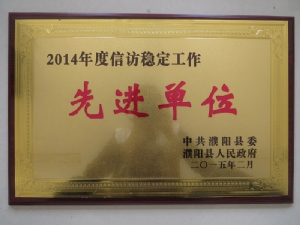 2014年度信访稳定工作
先进单位
中共濮阳县委
濮阳县人民政府
二〇一五年二月